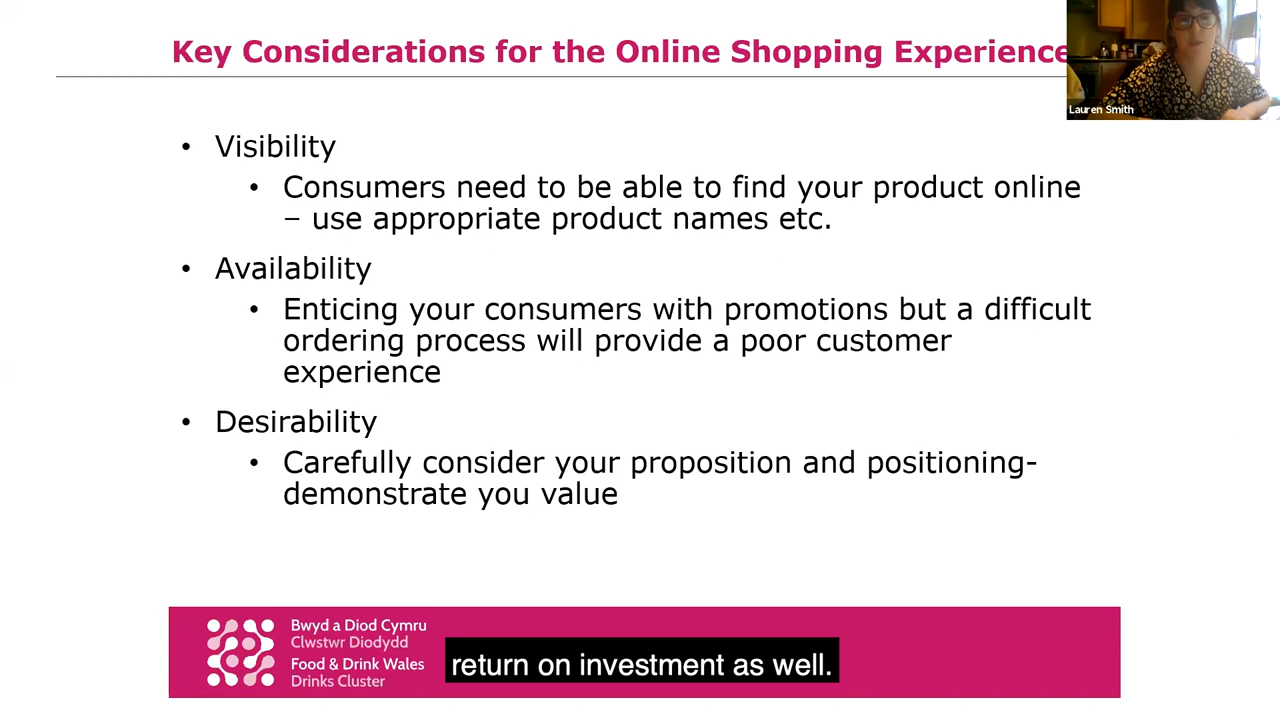 Key Considerations for the Online Shopping Experience
Lauren Smith
• Visibility
• Consumers need to be able to find your product online
– use appropriate product names etc.
• Availability
• Enticing your consumers with promotions but a difficult
ordering process will provide a poor customer
experience
• Desirability
• Carefully consider your proposition and positioning-
demonstrate you value
Bwyd a Diod Cymru
Clwstwr Diodydd
Food & Drink Wales
Drinks Cluster
return on investment as well.